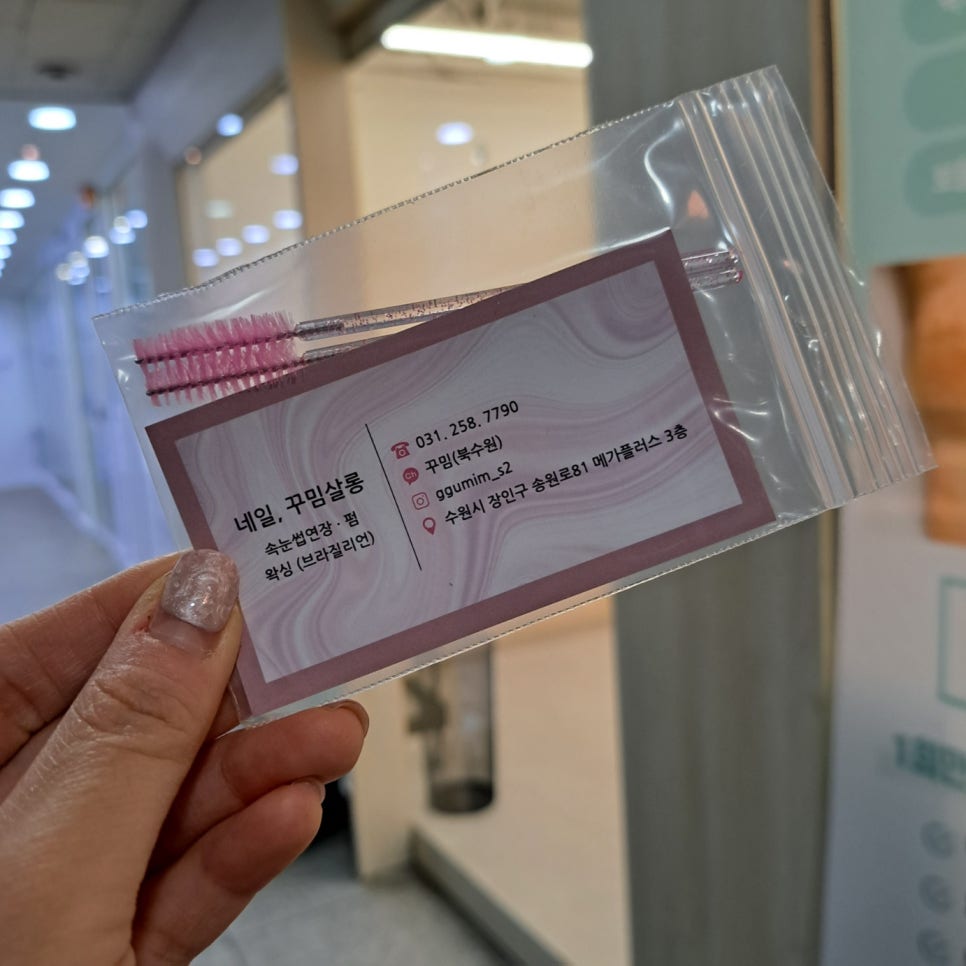 네일, 꾸밈살롱
속눈썹연장 · 펌
왁싱 (브라질리언)
031. 258. 7790
Ch 꾸밈(북수원)
ggumim_s2
수원시 장인구 송원로81 메가플러스 3층